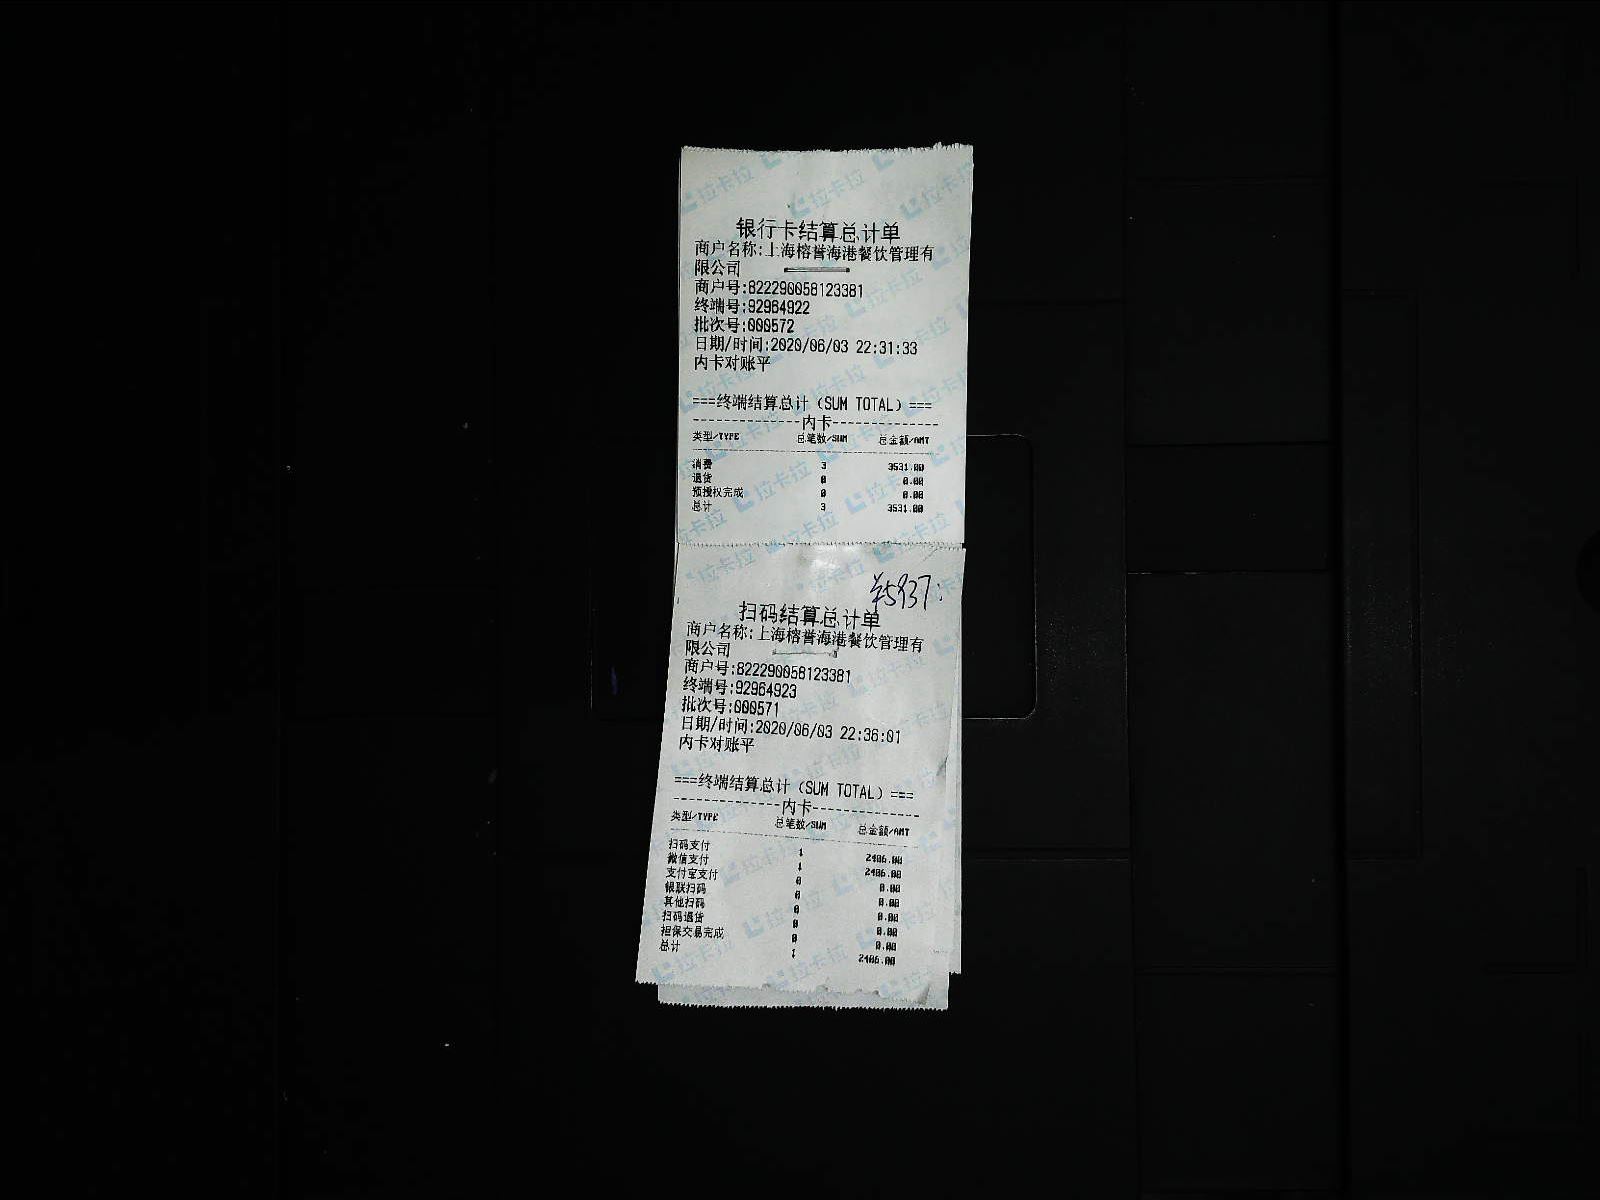 银行卡结算总计单
商户名称:上海榕誉海港餐饮管理有
限公司
商户号:822290058123381
终端号:92964922
批次号:000572
日期/时间:2020/06/03 22:31:33
内卡对账平
===终端结算总计(SUM TOTAL)===
---------------内卡---------------
类型/TYPE 总笔数/SUM 总金额/AMT
消费 3 3531.00
退货 0 0.00
预授权完成 0 0.00
总计 3 3531.00
¥5937.
扫码结算总计单
商户名称:上海榕誉海港餐饮管理有
限公司
商户号:822290058123381
终端号:92964923
批次号:000571
日期/时间:2020/06/03 22:36:01
内卡对账平
===终端结算总计(SUM TOTAL)===
---------------内卡---------------
类型/TYPE 总笔数/SUM 总金额/AMT
扫码支付 1 2406.00
微信支付 1 2406.00
支付宝支付 0 0.00
银联扫码 0 0.00
其他扫码 0 0.00
扫码退货 0 0.00
担保交易完成 0 0.00
总计 1 2406.00
拉卡拉